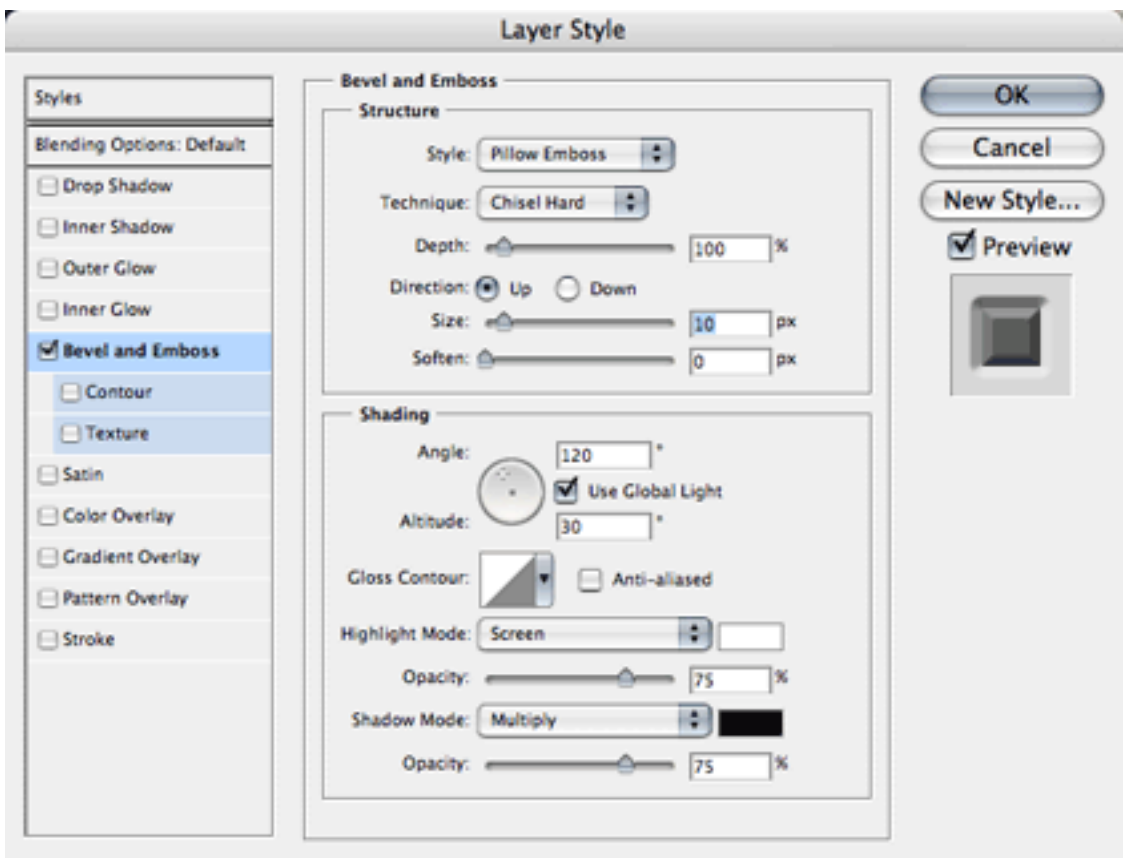 Layer Style
Styles
Blending Options: Default
Drop Shadow
Inner Shadow
Outer Glow
Inner Glow
Bevel and Emboss
Contour
Texture
Satin
Color Overlay
Gradient Overlay
Pattern Overlay
Stroke
Bevel and Emboss
Structure
Style: Pillow Emboss
Technique: Chisel Hard
Depth: 100 %
Direction: Up Down
Size: 10 px
Soften: 0 px
Shading
Angle: 120 °
Use Global Light
Altitude: 30 °
Gloss Contour: Anti-aliased
Highlight Mode: Screen
Opacity: 75 %
Shadow Mode: Multiply
Opacity: 75 %
OK
Cancel
New Style...
Preview